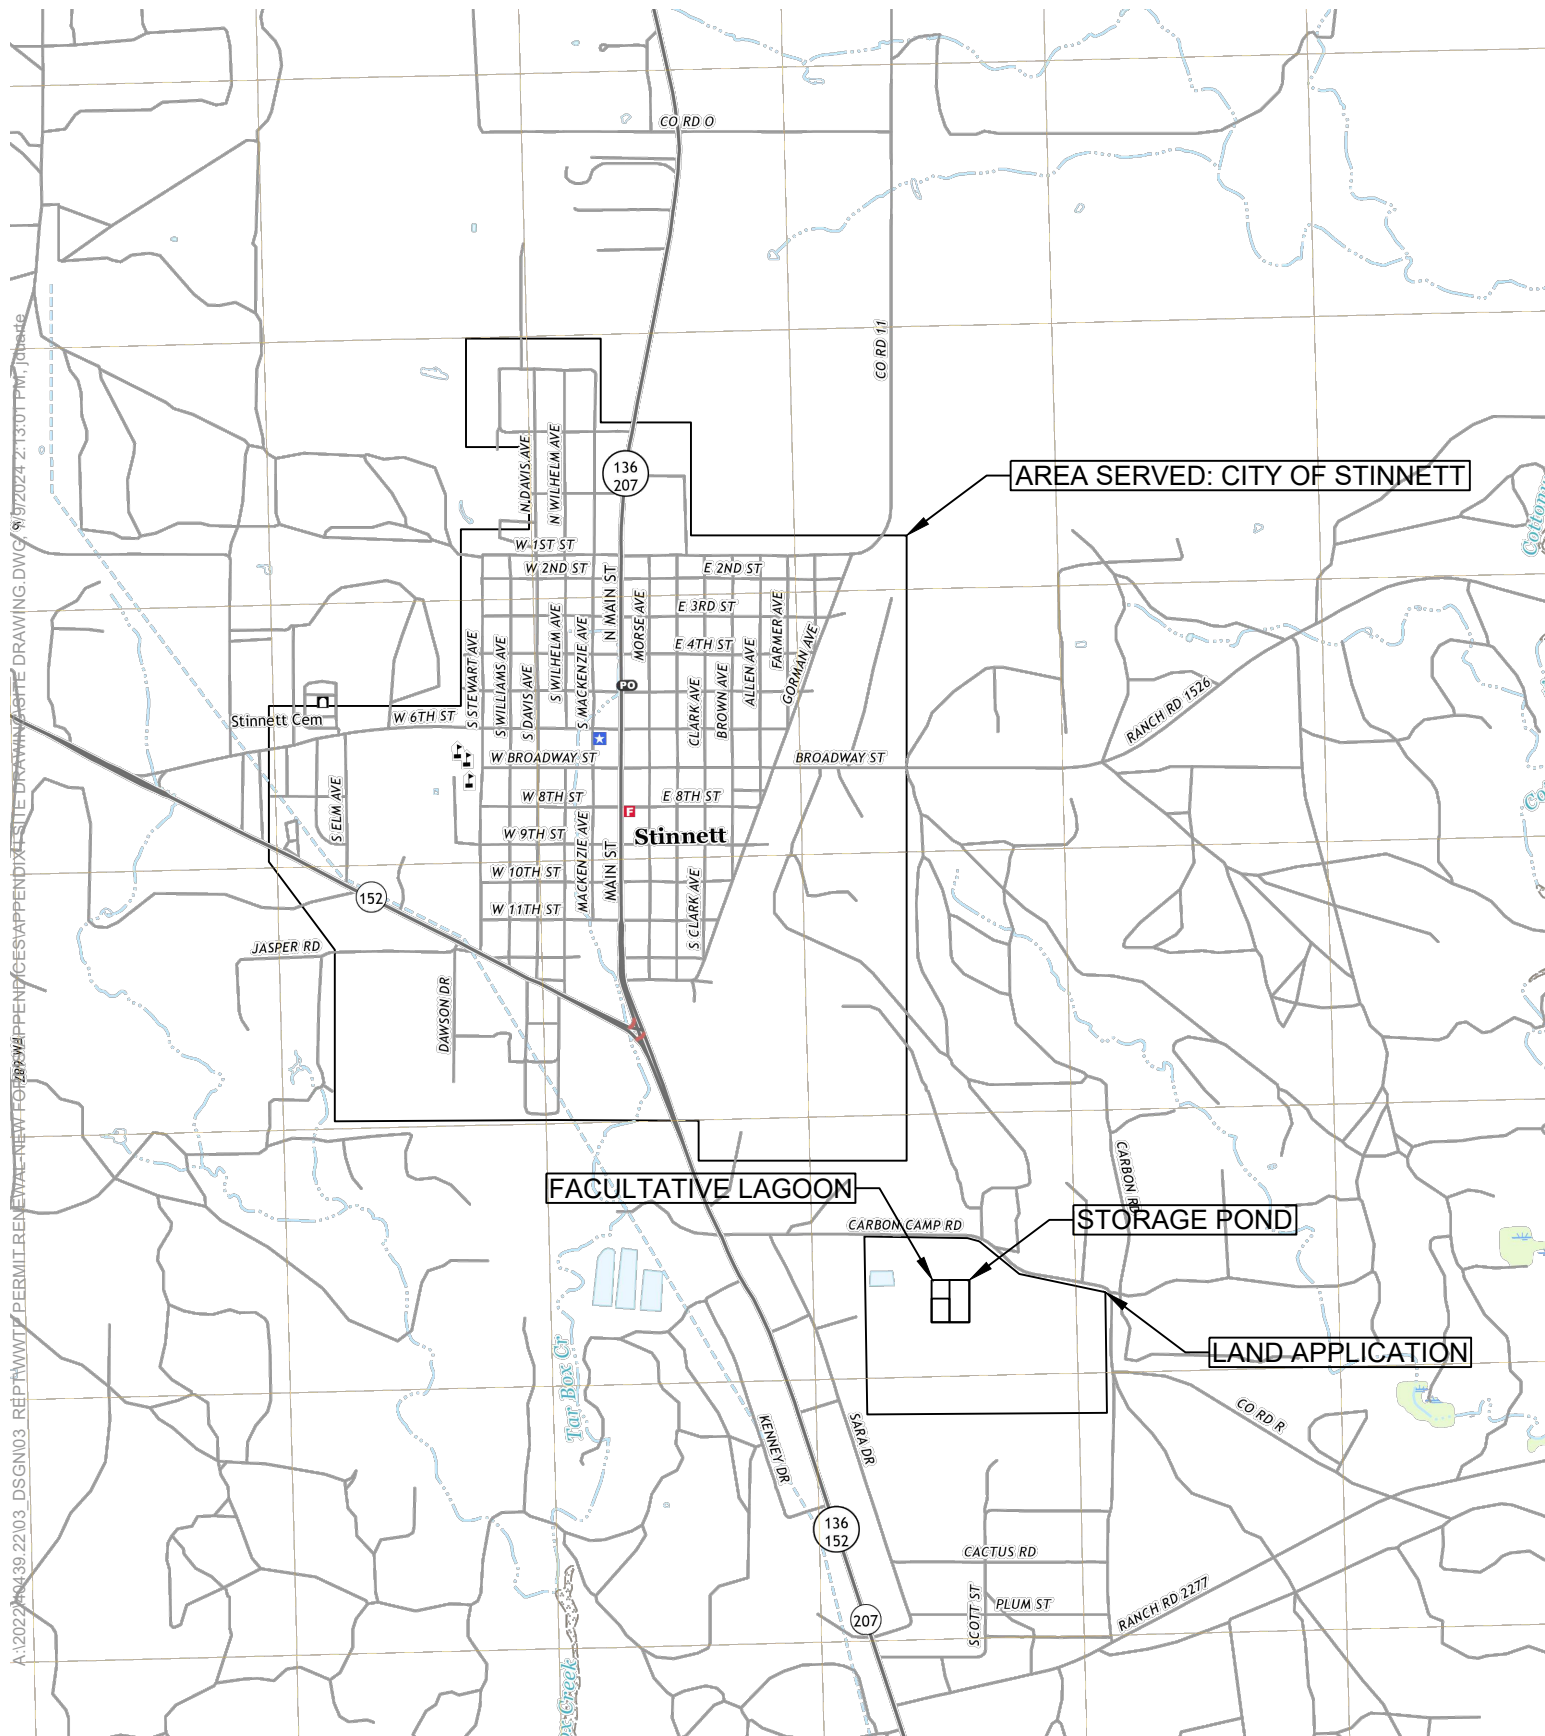 CO RD O
CO RD 11
AREA SERVED: CITY OF STINNETT
136
207
N DAVIS AVE
N WILHELM AVE
W 1ST ST
W 2ND ST
E 2ND ST
N MAIN ST
E 3RD ST
MORSE AVE
FARMER AVE
S WILHELM AVE
S MACKENZIE AVE
E 4TH ST
S STEWART AVE
S WILLIAMS AVE
S DAVIS AVE
ALLEN AVE
GORMAN AVE
PO
CLARK AVE
BROWN AVE
RANCH RD 1526
Stinnett Cem
W 6TH ST
W BROADWAY ST
BROADWAY ST
S ELM AVE
W 8TH ST
E 8TH ST
F
W 9TH ST
Stinnett
MACKENZIE AVE
MAIN ST
W 10TH ST
S CLARK AVE
152
W 11TH ST
JASPER RD
DAWSON DR
CARBON RD
FACULTATIVE LAGOON
CARBON CAMP RD
STORAGE POND
LAND APPLICATION
Tar Box Cr
KENNEY DR
SARA DR
CO RD R
136
152
CACTUS RD
SCOTT ST
PLUM ST
RANCH RD 2277
207
ox Creek